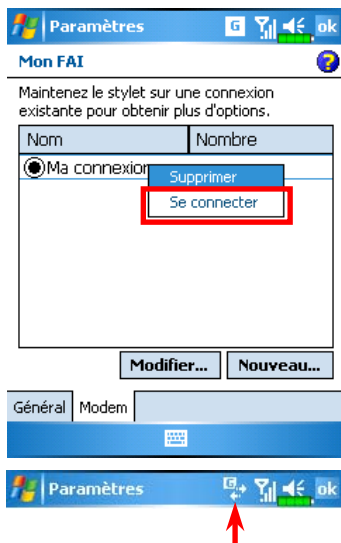 Paramètres G ok
Mon FAI ?
Maintenez le stylet sur une connexion
existante pour obtenir plus d'options.
Nom Nombre
Ma connexion
Supprimer
Se connecter
Modifier... Nouveau...
Général Modem
Paramètres G ok